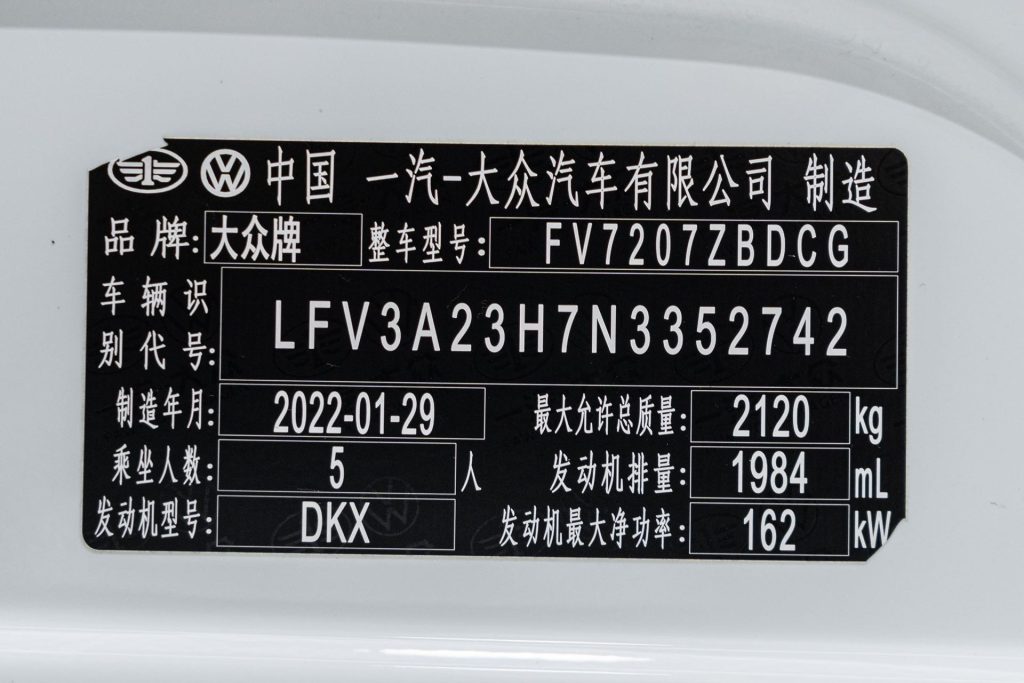 中国 一汽-大众汽车有限公司 制造
品牌: 大众牌 整车型号: FV7207ZBDCG
车辆识别代号: LFV3A23H7N3352742
制造年月: 2022-01-29 最大允许总质量: 2120 kg
乘坐人数: 5 人 发动机排量: 1984 mL
发动机型号: DKX 发动机最大净功率: 162 kW